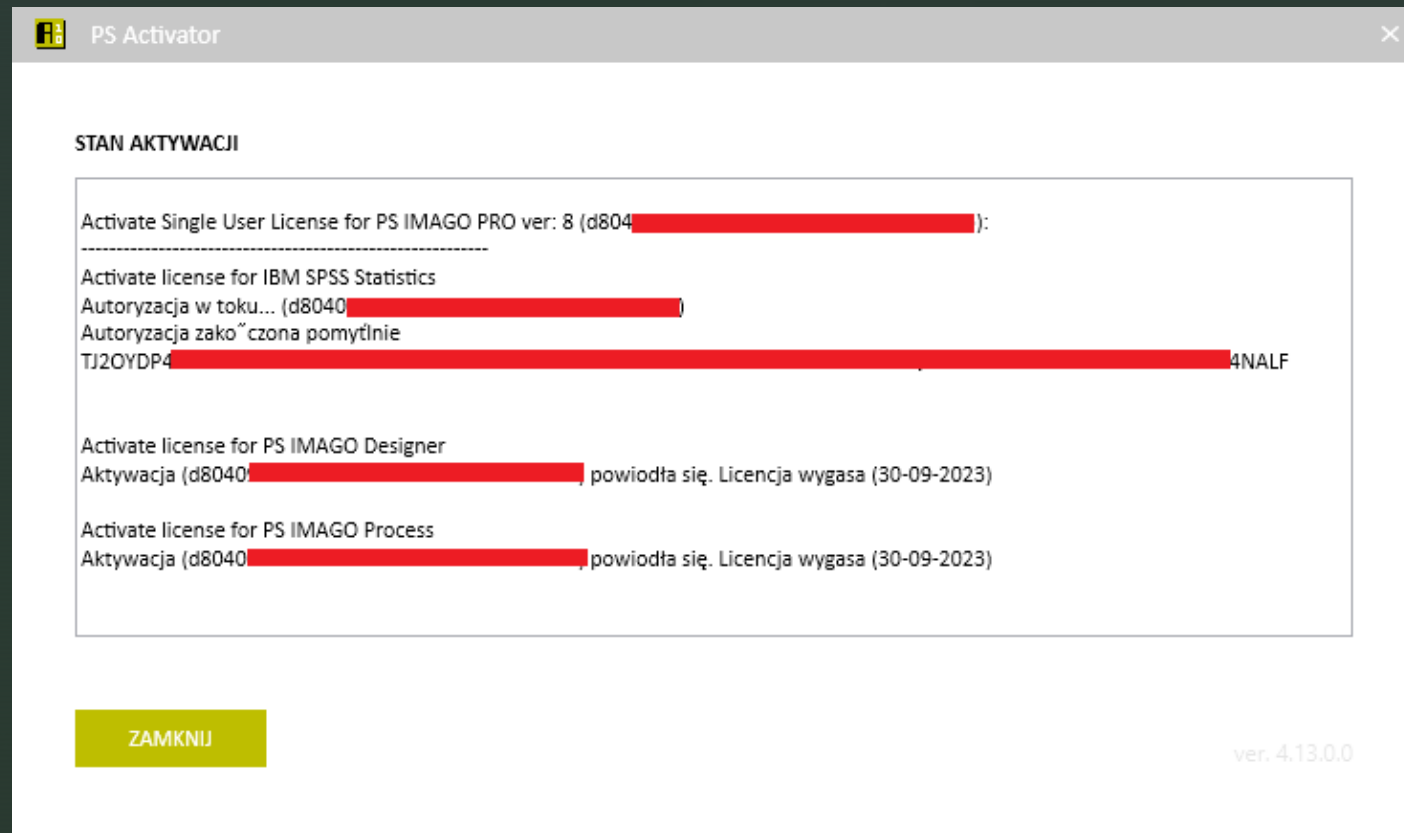 PS Activator
STAN AKTYWACJI
Activate Single User License for PS IMAGO PRO ver: 8 (d804 ):
----------------------------------------------------------
Activate license for IBM SPSS Statistics
Autoryzacja w toku... (d8040 )
Autoryzacja zako˝czona pomyťlnie
TJ2OYDP4 4NALF
Activate license for PS IMAGO Designer
Aktywacja (d8040 powiodła się. Licencja wygasa (30-09-2023)
Activate license for PS IMAGO Process
Aktywacja (d8040 powiodła się. Licencja wygasa (30-09-2023)
ZAMKNIJ
ver. 4.13.0.0